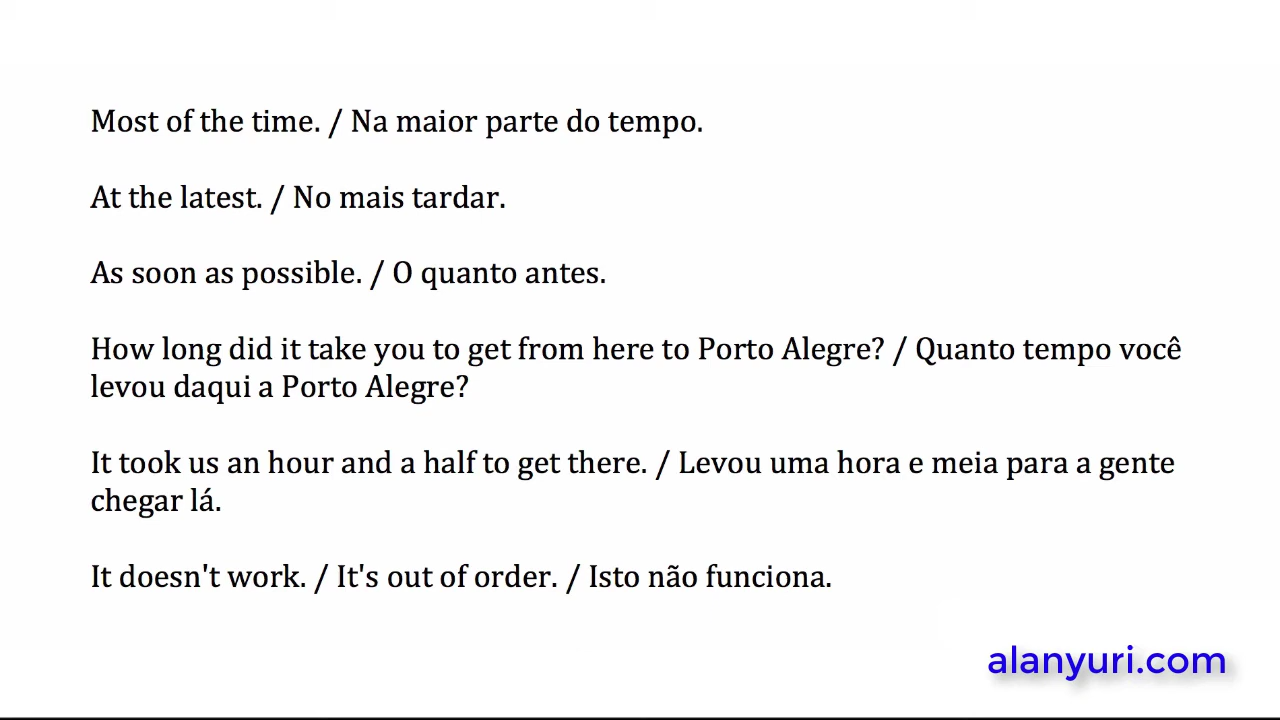 Most of the time. / Na maior parte do tempo.
At the latest. / No mais tardar.
As soon as possible. / O quanto antes.
How long did it take you to get from here to Porto Alegre? / Quanto tempo você
levou daqui a Porto Alegre?
It took us an hour and a half to get there. / Levou uma hora e meia para a gente
chegar lá.
It doesn't work. / It's out of order. / Isto não funciona.
alanyuri.com